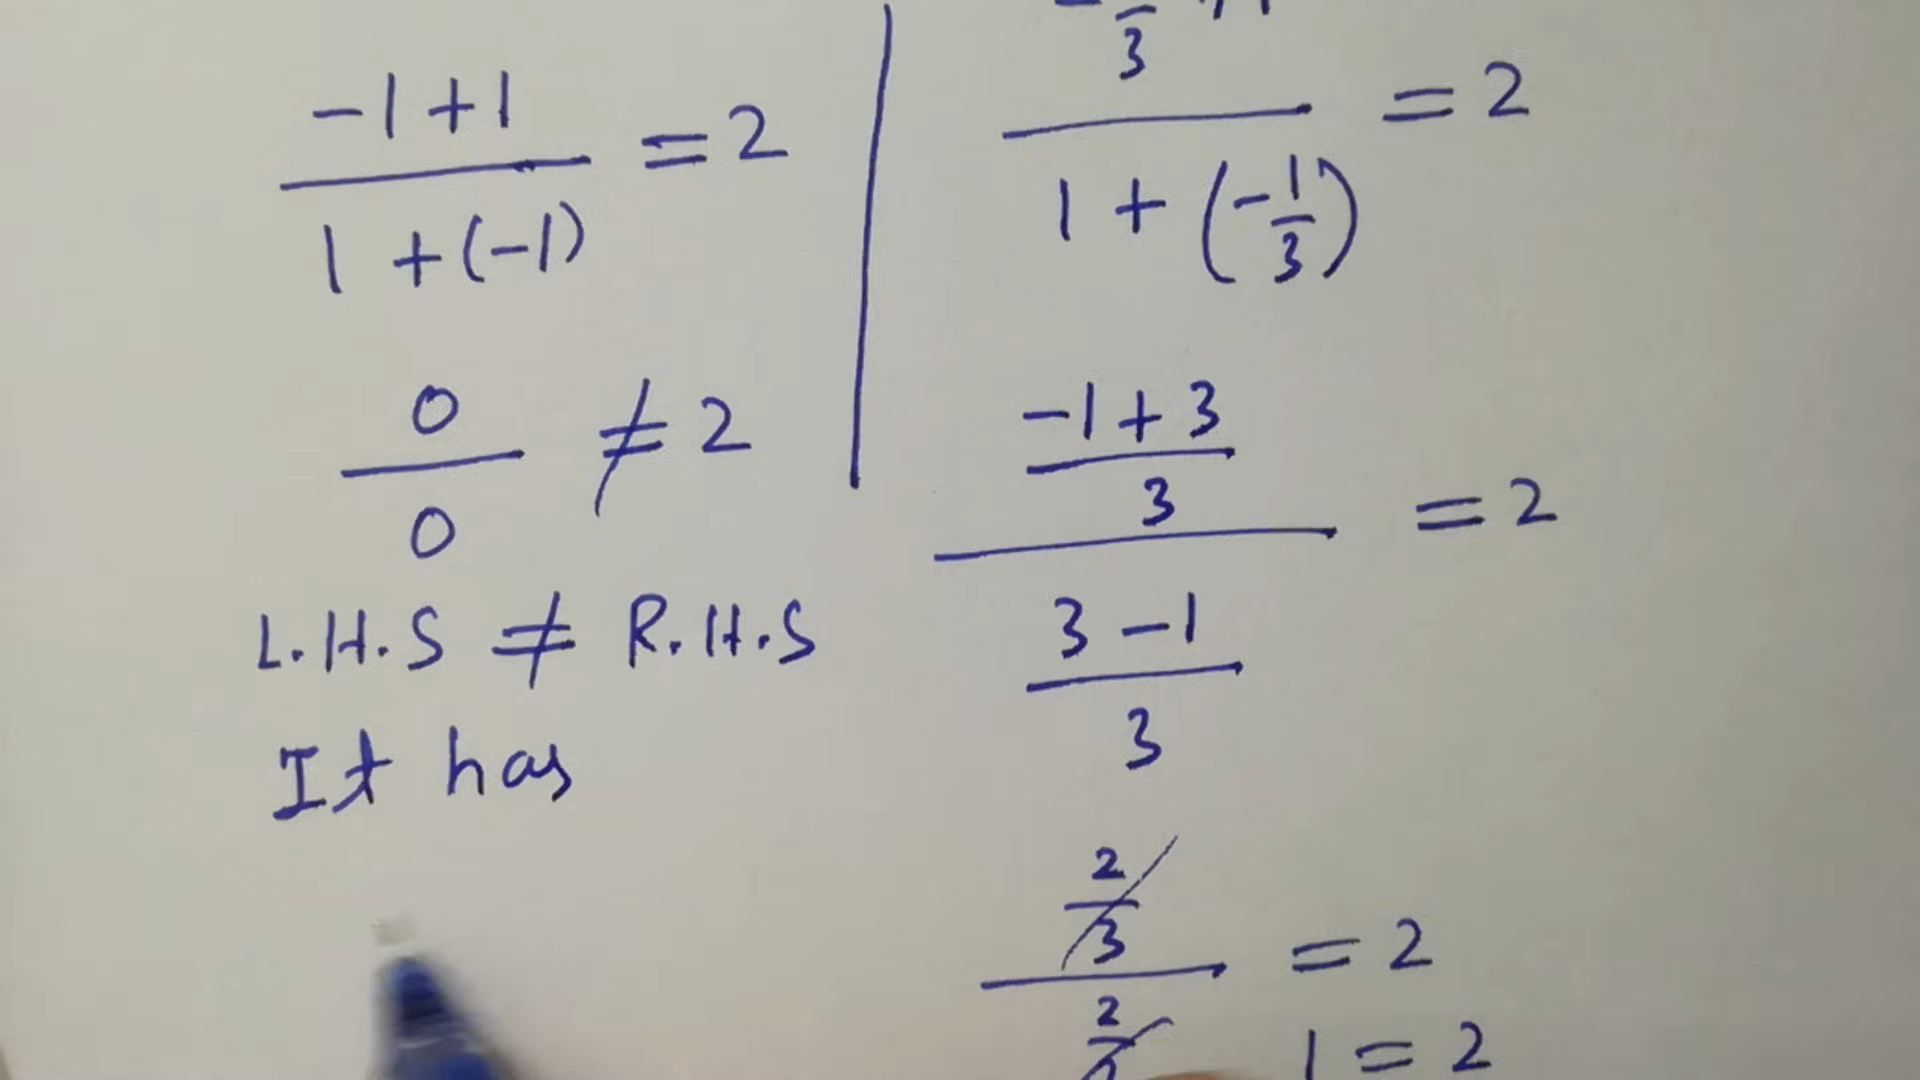 -1 + 1
1 + (-1)
= 2
0
0
≠ 2
L.H.S ≠ R.H.S
It has
3
1 + (-1/3)
= 2
-1 + 3
3
3 - 1
3
= 2
2
3
2
= 2
1 = 2